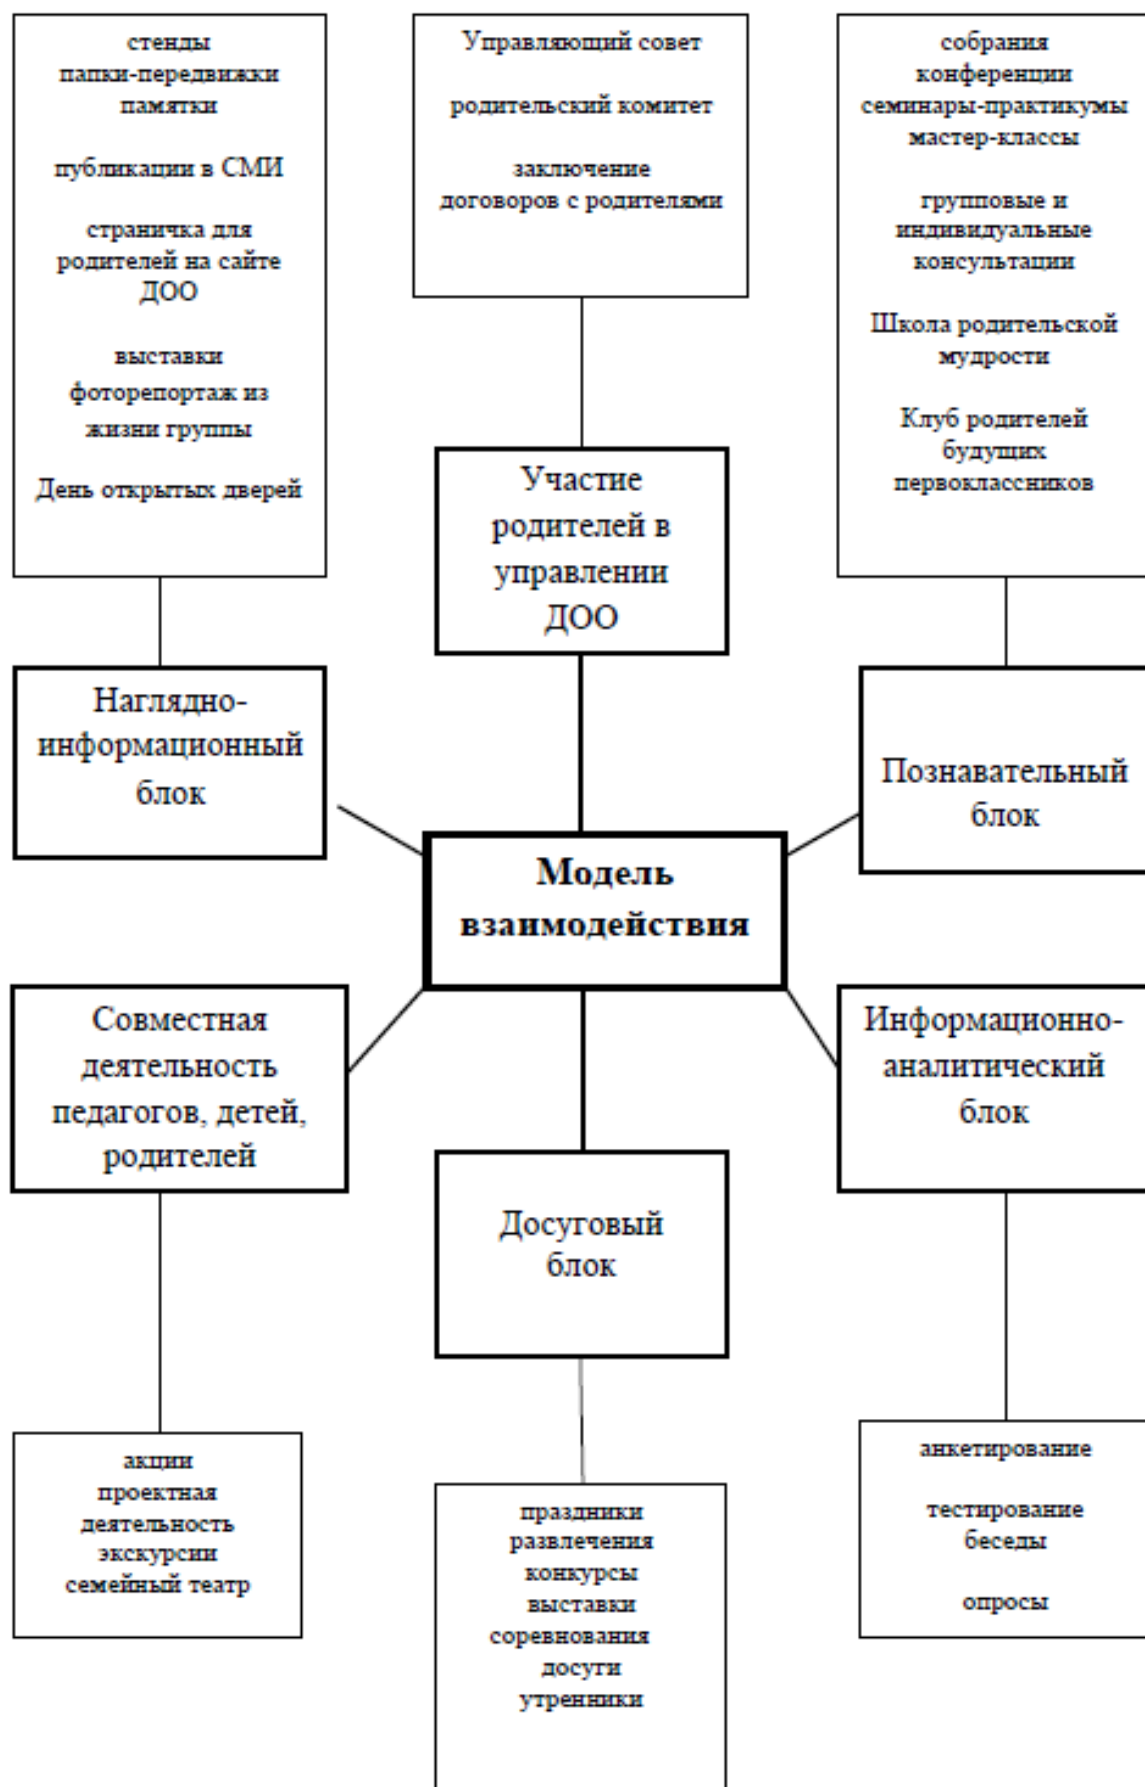 стенды
папки-передвижки
памятки
публикации в СМИ
страничка для
родителей на сайте
ДОО
выставки
фоторепортаж из
жизни группы
День открытых дверей
Управляющий совет
родительский комитет
заключение
договоров с родителями
собрания
конференции
семинары-практикумы
мастер-классы
групповые и
индивидуальные
консультации
Школа родительской
мудрости
Клуб родителей
будущих
первоклассников
Участие
родителей в
управлении
ДОО
Наглядно-
информационный
блок
Познавательный
блок
Модель
взаимодействия
Совместная
деятельность
педагогов, детей,
родителей
Информационно-
аналитический
блок
Досуговый
блок
акции
проектная
деятельность
экскурсии
семейный театр
праздники
развлечения
конкурсы
выставки
соревнования
досуги
утренники
анкетирование
тестирование
беседы
опросы